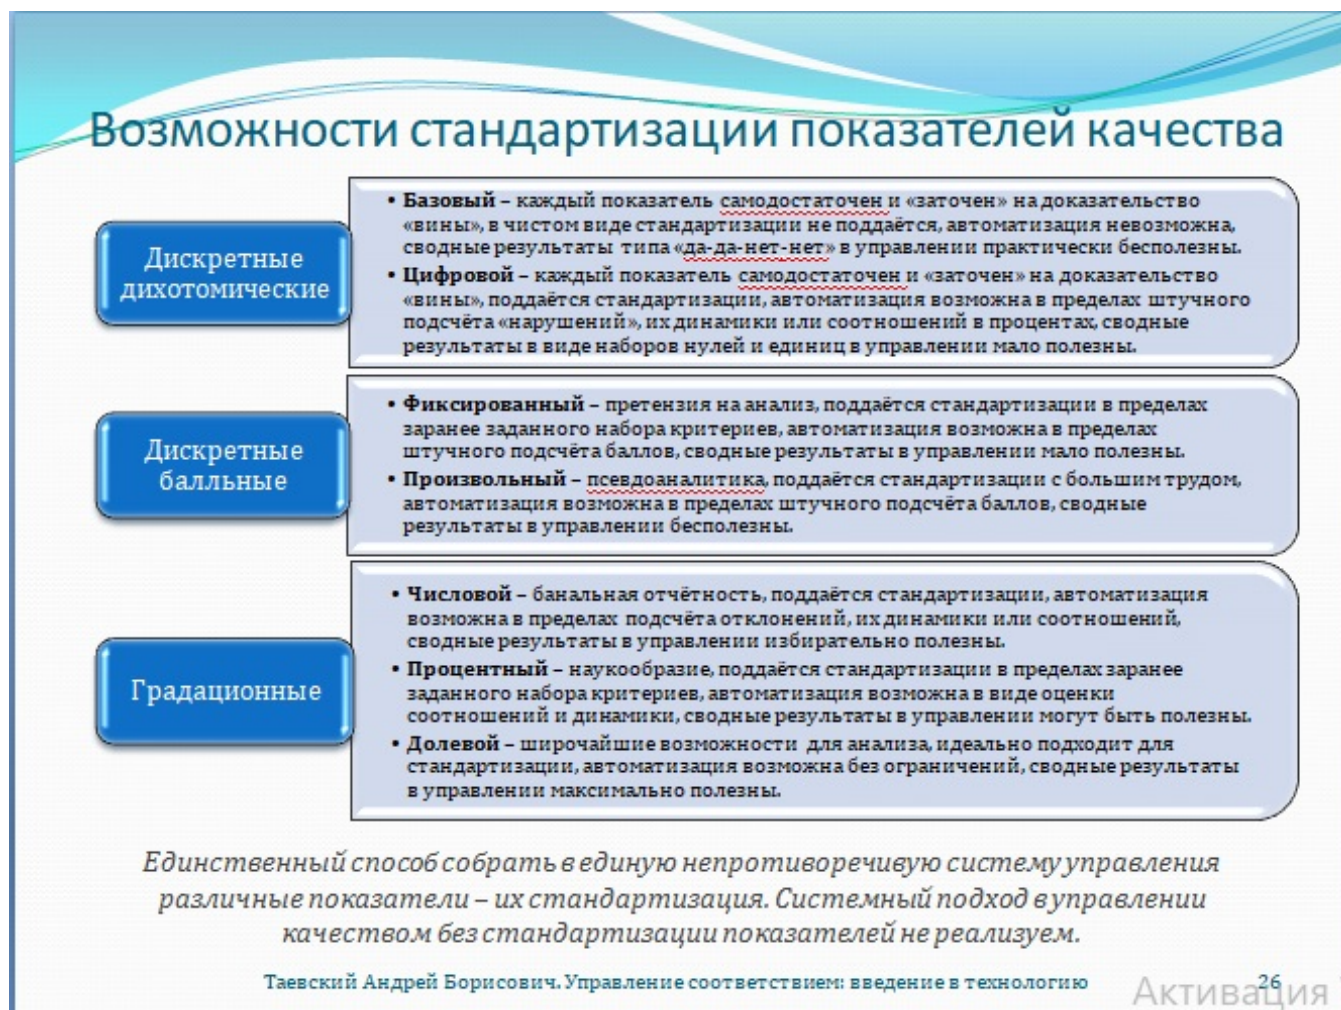 Возможности стандартизации показателей качества
Дискретные
дихотомические
• Базовый – каждый показатель самодостаточен и «заточен» на доказательство
«вины», в чистом виде стандартизации не поддаётся, автоматизация невозможна,
сводные результаты типа «да-да-нет-нет» в управлении практически бесполезны.
• Цифровой – каждый показатель самодостаточен и «заточен» на доказательство
«вины», поддаётся стандартизации, автоматизация возможна в пределах штучного
подсчёта «нарушений», их динамики или соотношений в процентах, сводные
результаты в виде наборов нулей и единиц в управлении мало полезны.
Дискретные
балльные
• Фиксированный – претензия на анализ, поддаётся стандартизации в пределах
заранее заданного набора критериев, автоматизация возможна в пределах
штучного подсчёта баллов, сводные результаты в управлении мало полезны.
• Произвольный – псевдоаналитика, поддаётся стандартизации с большим трудом,
автоматизация возможна в пределах штучного подсчёта баллов, сводные
результаты в управлении бесполезны.
Градационные
• Числовой – банальная отчётность, поддаётся стандартизации, автоматизация
возможна в пределах подсчёта отклонений, их динамики или соотношений,
сводные результаты в управлении избирательно полезны.
• Процентный – наукообразие, поддаётся стандартизации в пределах заранее
заданного набора критериев, автоматизация возможна в виде оценки
соотношений и динамики, сводные результаты в управлении могут быть полезны.
• Долевой – широчайшие возможности для анализа, идеально подходит для
стандартизации, автоматизация возможна без ограничений, сводные результаты
в управлении максимально полезны.
Единственный способ собрать в единую непротиворечивую систему управления
различные показатели – их стандартизация. Системный подход в управлении
качеством без стандартизации показателей не реализуем.
Таевский Андрей Борисович. Управление соответствием: введение в технологию
26
Активация